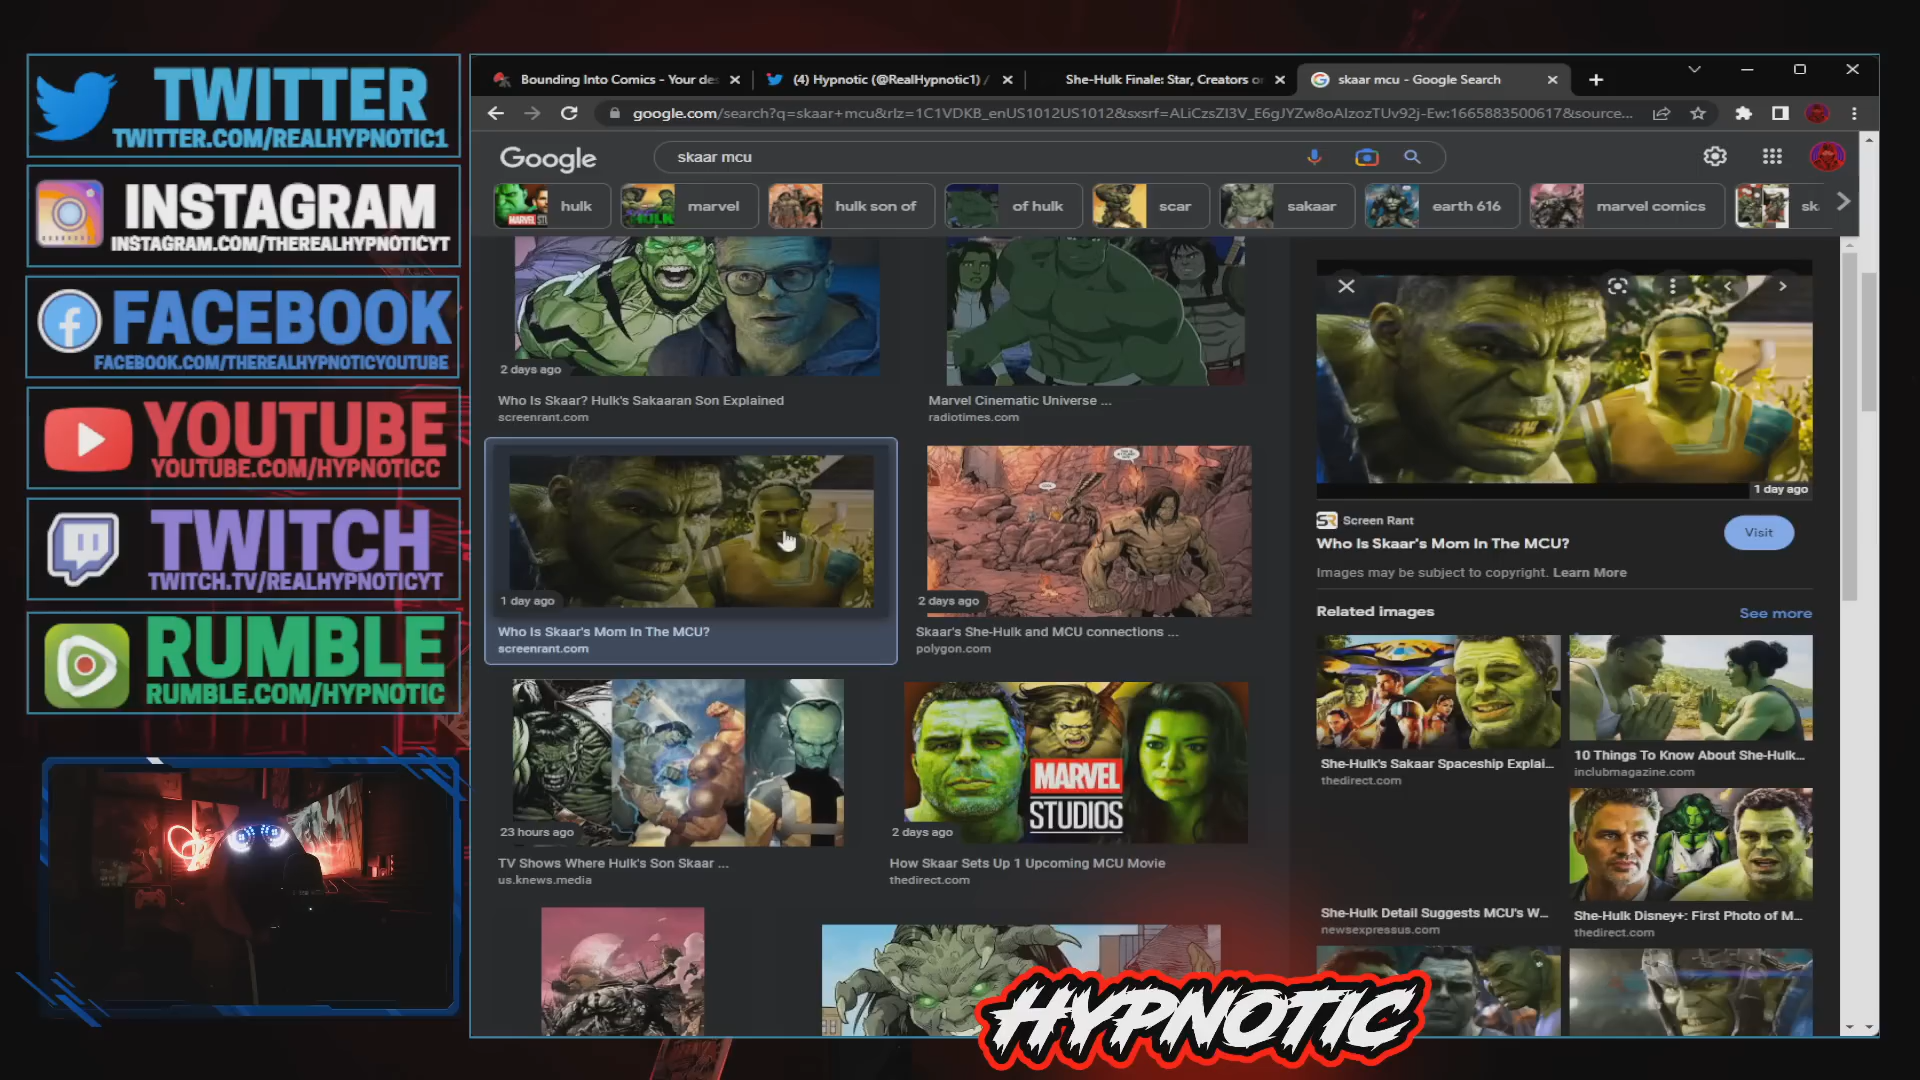 TWITTER
TWITTER.COM/REALHYPNOTIC1
INSTAGRAM
INSTAGRAM.COM/THEREALHYPNOTICYT
FACEBOOK
FACEBOOK.COM/THEREALHYPNOTICYOUTUBE
YOUTUBE
YOUTUBE.COM/HYPNOTICC
TWITCH
TWITCH.TV/REALHYPNOTICYT
RUMBLE
RUMBLE.COM/HYPNOTIC
Bounding Into Comics - Your des
(4) Hypnotic (@RealHypnotic1) /
She-Hulk Finale: Star, Creators on
skaar mcu - Google Search
google.com/search?q=skaar+mcu&rlz=1C1VDKB_enUS1012US1012&sxsrf=ALiCzsZI3V_E6gJYZw8oAIzozTUv92j-Ew:1665883500617&source...
Google
skaar mcu
hulk
marvel
hulk son of
of hulk
scar
sakaar
earth 616
marvel comics
sk
2 days ago
Who Is Skaar? Hulk's Sakaaran Son Explained
screenrant.com
Marvel Cinematic Universe ...
radiotimes.com
1 day ago
Who Is Skaar's Mom In The MCU?
screenrant.com
2 days ago
Skaar's She-Hulk and MCU connections ...
polygon.com
23 hours ago
TV Shows Where Hulk's Son Skaar ...
us.knews.media
MARVEL
STUDIOS
2 days ago
How Skaar Sets Up 1 Upcoming MCU Movie
thedirect.com
1 day ago
SR Screen Rant
Who Is Skaar's Mom In The MCU?
Visit
Images may be subject to copyright. Learn More
Related images
See more
She-Hulk's Sakaar Spaceship Explai...
thedirect.com
10 Things To Know About She-Hulk...
inclubmagazine.com
She-Hulk Detail Suggests MCU's W...
newsexpressus.com
She-Hulk Disney+: First Photo of M...
thedirect.com
HYPNOTIC